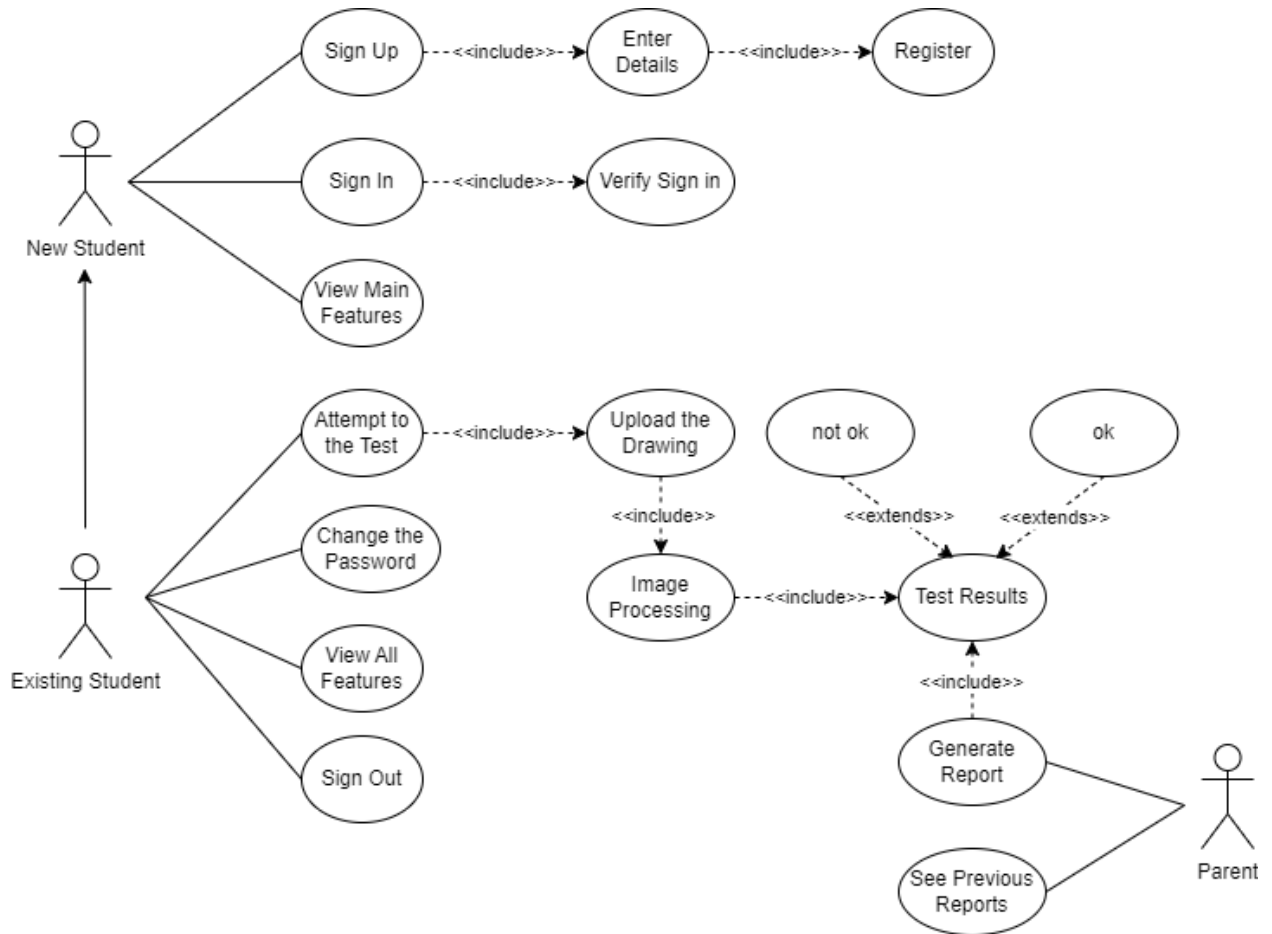 Sign Up
<<include>>
Enter
Details
<<include>>
Register
New Student
Sign In
<<include>>
Verify Sign in
View Main
Features
Attempt to
the Test
<<include>>
Upload the
Drawing
not ok
ok
<<include>>
<<extends>>
<<extends>>
Change the
Password
Image
Processing
<<include>>
Test Results
Existing Student
View All
Features
<<include>>
Sign Out
Generate
Report
See Previous
Reports
Parent